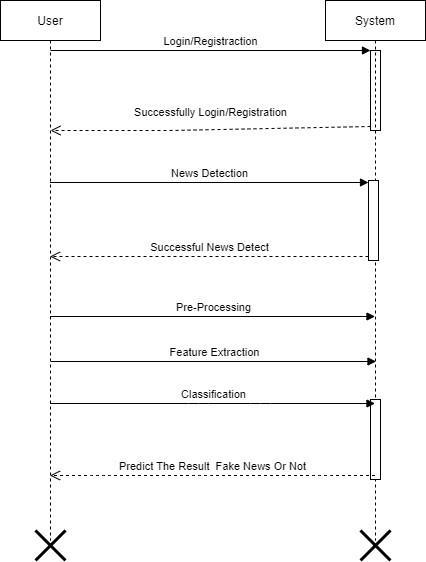 User
System
Login/Registraction
Successfully Login/Registration
News Detection
Successful News Detect
Pre-Processing
Feature Extraction
Classification
Predict The Result  Fake News Or Not